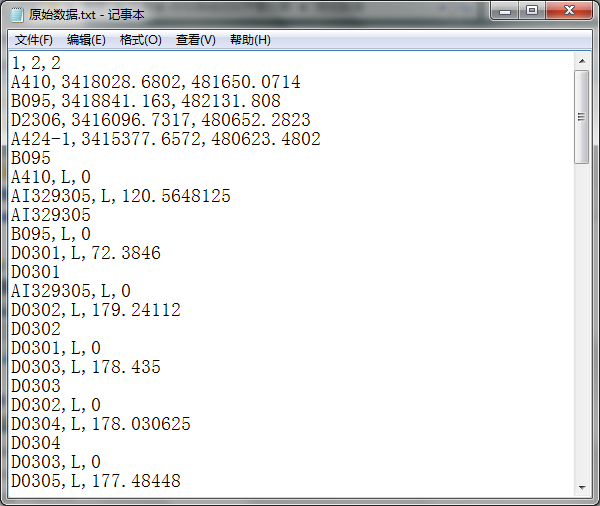 原始数据.txt - 记事本
文件(F) 编辑(E) 格式(O) 查看(V) 帮助(H)
1,2,2
A410,3418028.6802,481650.0714
B095,3418841.163,482131.808
D2306,3416096.7317,480652.2823
A424-1,3415377.6572,480623.4802
B095
A410,L,0
AI329305,L,120.5648125
AI329305
B095,L,0
D0301,L,72.3846
D0301
AI329305,L,0
D0302,L,179.24112
D0302
D0301,L,0
D0303,L,178.435
D0303
D0302,L,0
D0304,L,178.030625
D0304
D0303,L,0
D0305,L,177.48448